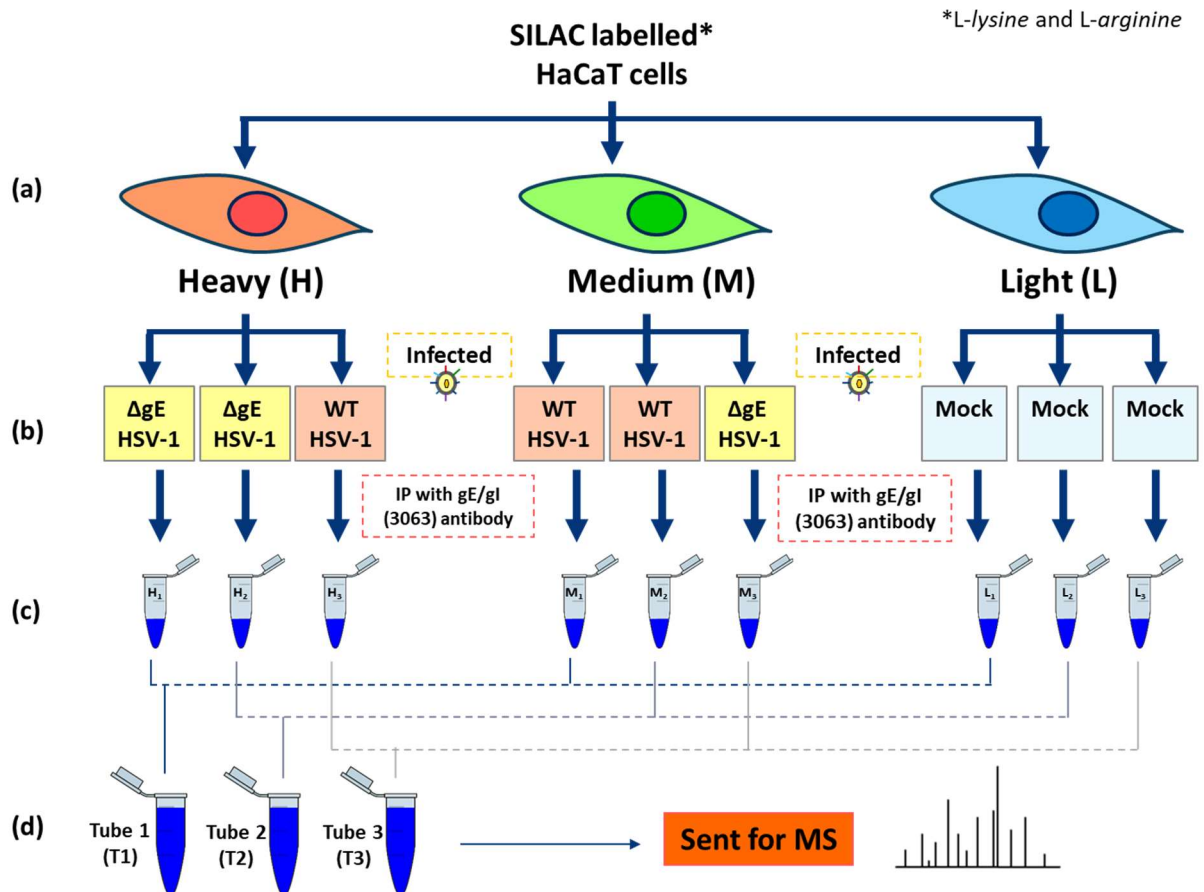 *L-lysine and L-arginine
SILAC labelled*
HaCaT cells
(a)
Heavy (H)
Medium (M)
Light (L)
Infected
Infected
(b)
ΔgE
HSV-1
ΔgE
HSV-1
WT
HSV-1
WT
HSV-1
WT
HSV-1
ΔgE
HSV-1
Mock
Mock
Mock
IP with gE/gI
(3063) antibody
IP with gE/gI
(3063) antibody
(c)
H₁
H₂
H₃
M₁
M₂
M₃
L₁
L₂
L₃
(d)
Tube 1
(T1)
Tube 2
(T2)
Tube 3
(T3)
Sent for MS